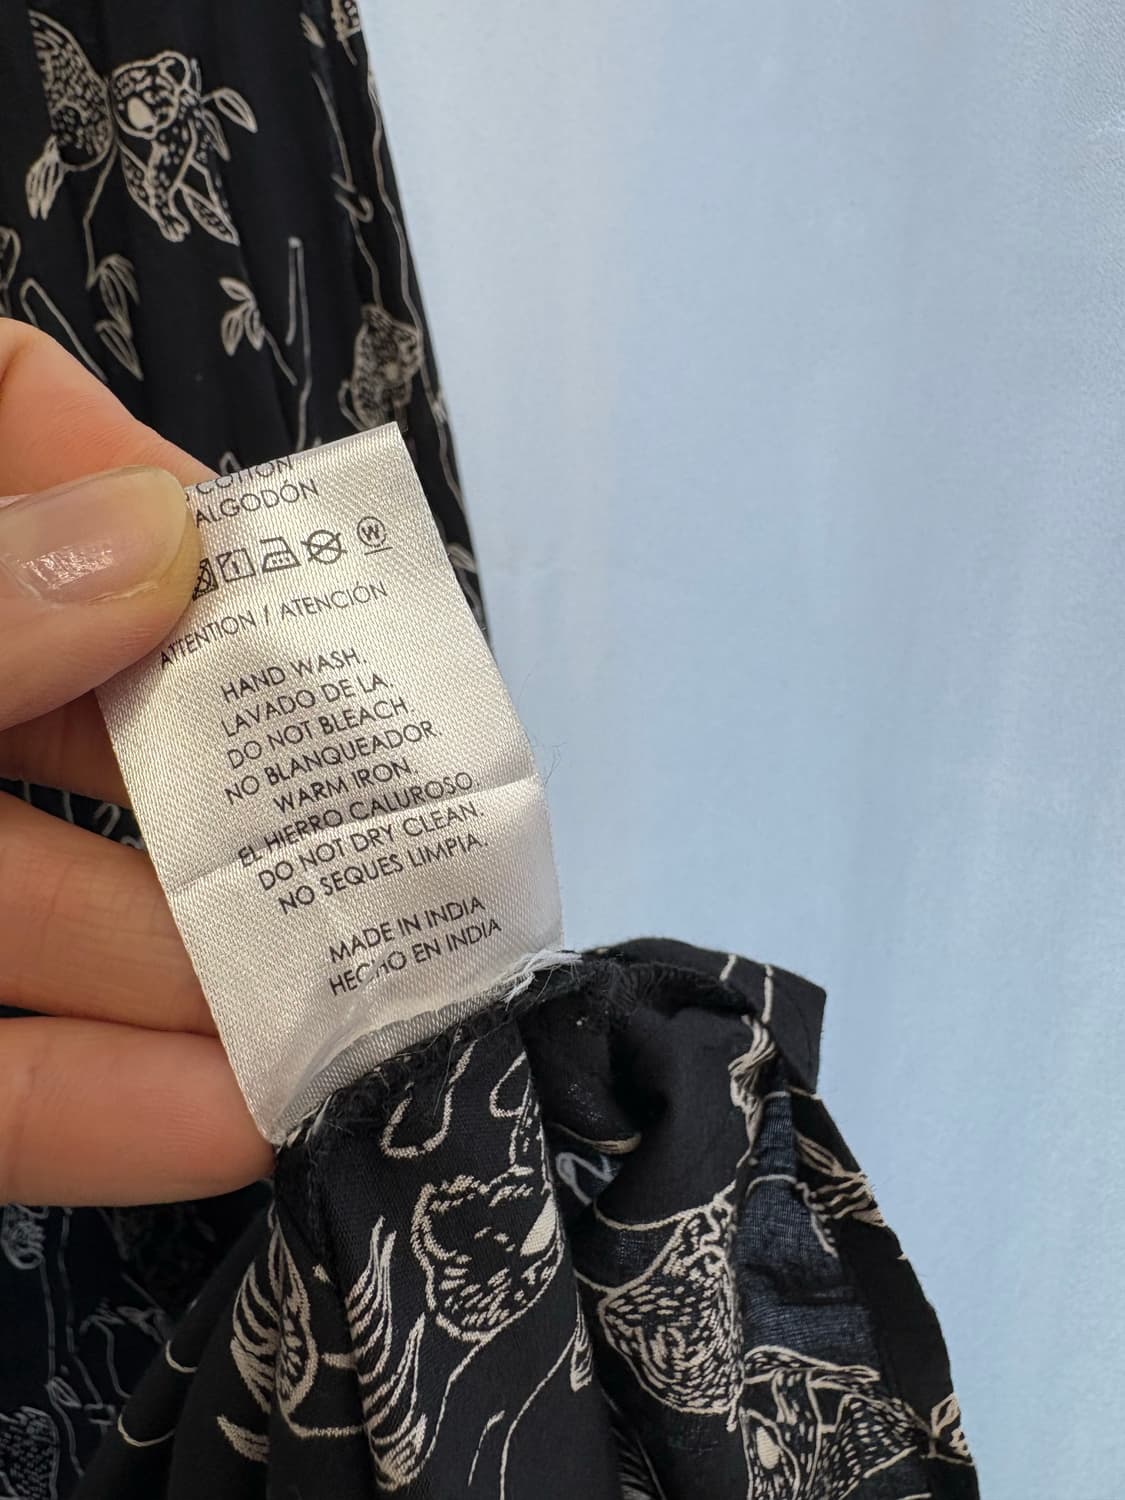 COTTON
ALGODÓN
W
ATTENTION / ATENCIÓN
HAND WASH.
LAVADO DE LA.
DO NOT BLEACH.
NO BLANQUEADOR.
WARM IRON.
EL HIERRO CALUROSO.
DO NOT DRY CLEAN.
NO SEQUES LIMPIA.
MADE IN INDIA
HECHO EN INDIA